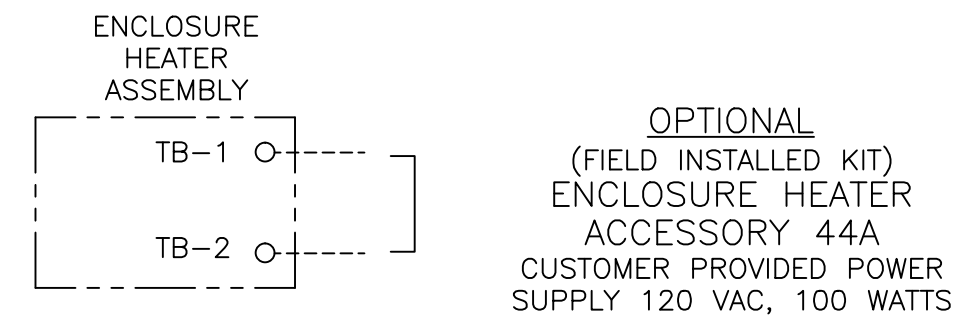 ENCLOSURE
HEATER
ASSEMBLY
TB-1
TB-2
OPTIONAL
(FIELD INSTALLED KIT)
ENCLOSURE HEATER
ACCESSORY 44A
CUSTOMER PROVIDED POWER
SUPPLY 120 VAC, 100 WATTS